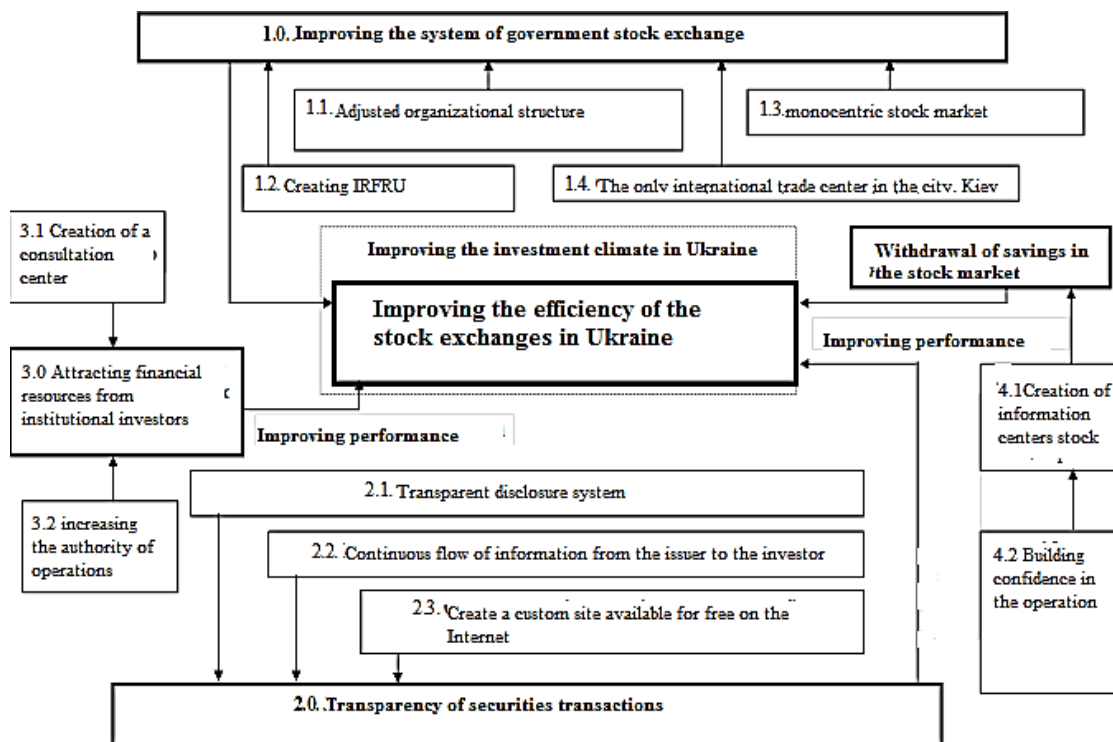 1.0. Improving the system of government stock exchange
1.1. Adjusted organizational structure
1.3. monocentric stock market
1.2. Creating IRFRU
1.4. The only international trade center in the city. Kiev
3.1 Creation of a
consultation
center
Improving the investment climate in Ukraine
Withdrawal of savings in
the stock market
Improving the efficiency of the
stock exchanges in Ukraine
Improving performance
3.0 Attracting financial
resources from
institutional investors
4.1Creation of
information
centers stock
Improving performance
2.1. Transparent disclosure system
3.2 increasing
the authority of
operations
2.2. Continuous flow of information from the issuer to the investor
4.2 Building
confidence in
the operation
2.3. Create a custom site available for free on the
Internet
2.0. Transparency of securities transactions